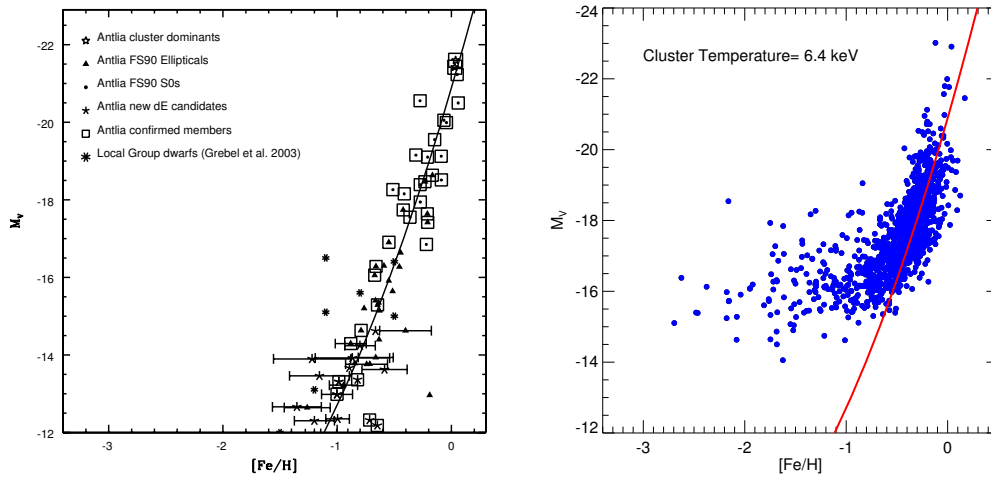 -22
-20
-18
-16
-14
-12
-3
-2
-1
0
Mv
[Fe/H]
Antlia cluster dominants
Antlia FS90 Ellipticals
Antlia FS90 S0s
Antlia new dE candidates
Antlia confirmed members
Local Group dwarfs (Grebel et al. 2003)
-24
-22
-20
-18
-16
-14
-12
-3
-2
-1
0
MV
[Fe/H]
Cluster Temperature= 6.4 keV